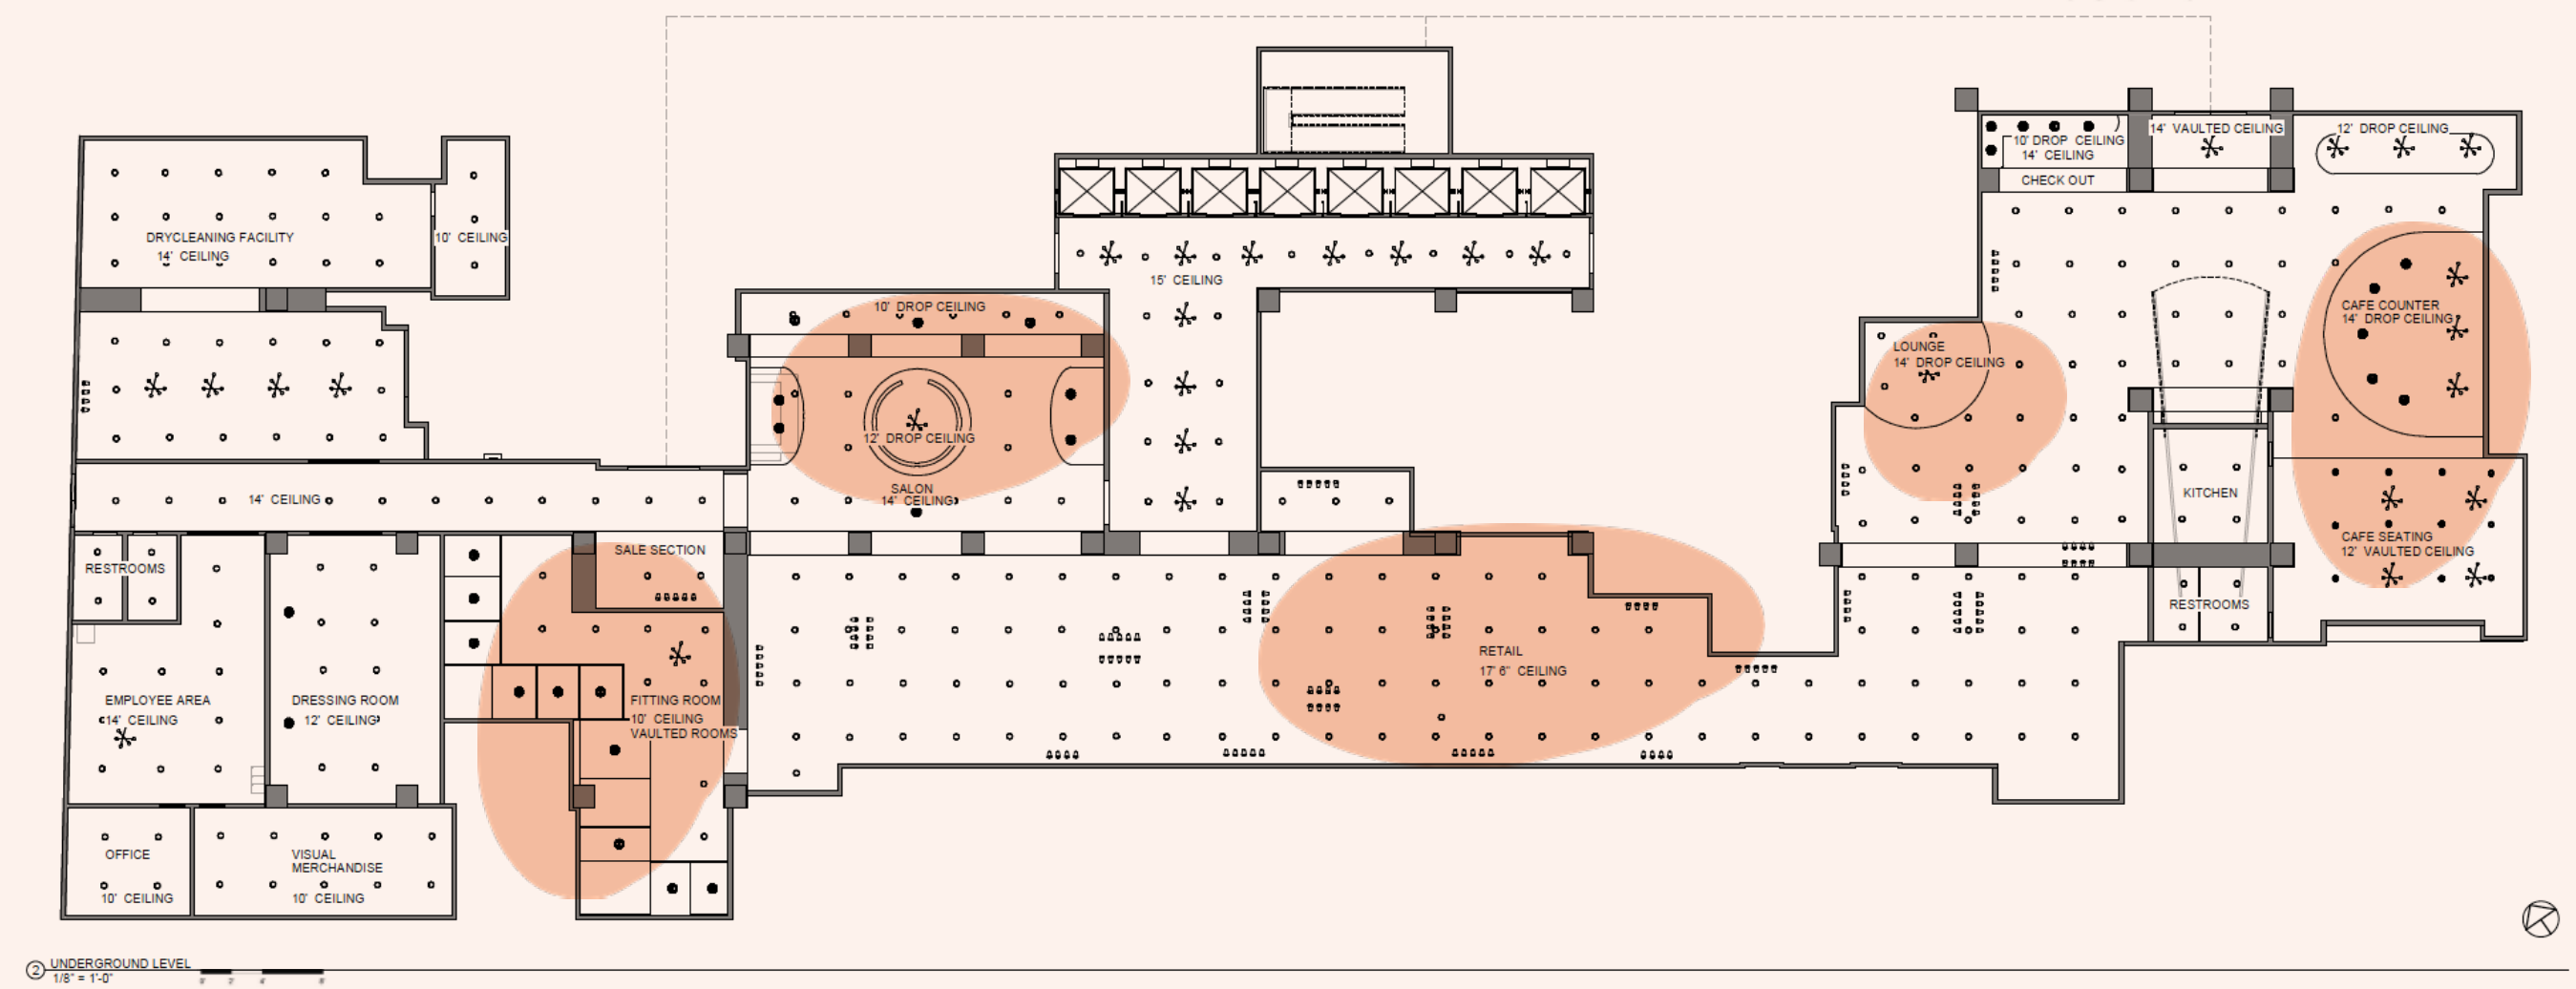 DRYCLEANING FACILITY
14' CEILING
10' CEILING
10' DROP CEILING
12' DROP CEILING
SALON
14' CEILING
15' CEILING
10' DROP CEILING
14' CEILING
CHECK OUT
14' VAULTED CEILING
12' DROP CEILING
LOUNGE
14' DROP CEILING
CAFE COUNTER
14' DROP CEILING
KITCHEN
CAFE SEATING
12' VAULTED CEILING
RESTROOMS
14' CEILING
RESTROOMS
SALE SECTION
EMPLOYEE AREA
14' CEILING
DRESSING ROOM
12' CEILING
FITTING ROOM
10' CEILING
VAULTED ROOMS
RETAIL
17' 6" CEILING
OFFICE
10' CEILING
VISUAL
MERCHANDISE
10' CEILING
2
UNDERGROUND LEVEL
1/8" = 1'-0"